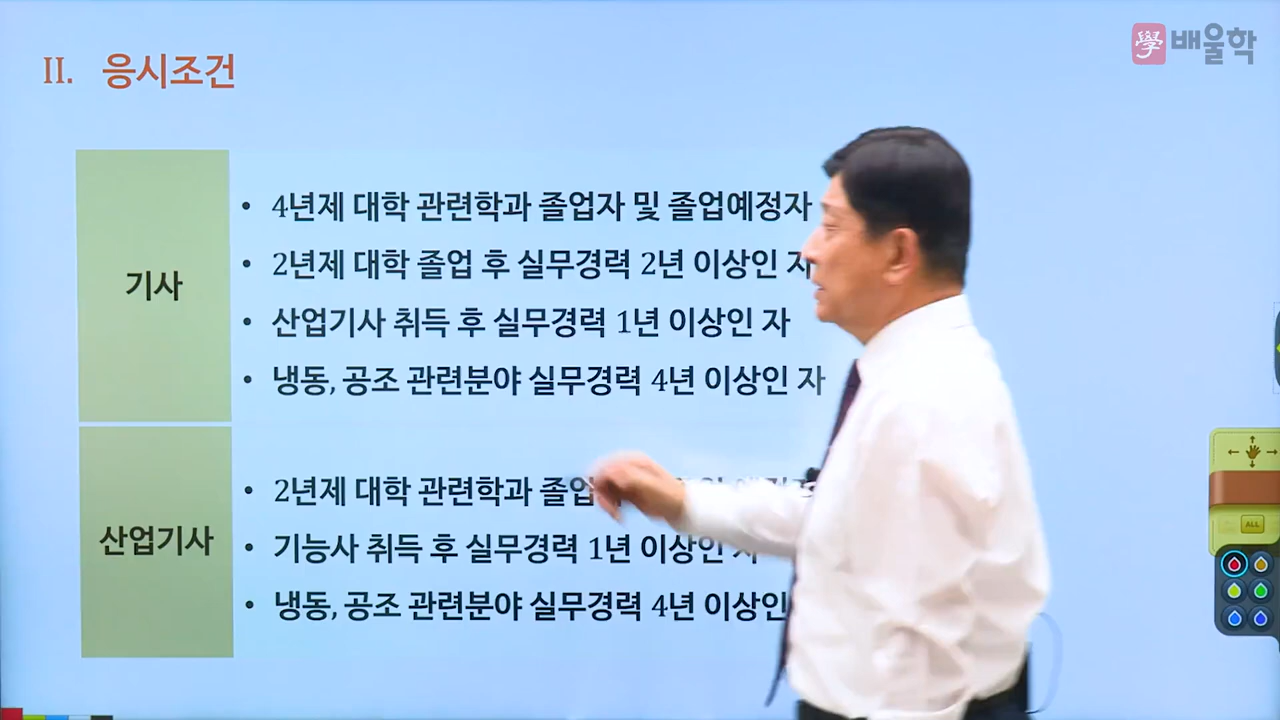 II. 응시조건
學 배울학
기사
• 4년제 대학 관련학과 졸업자 및 졸업예정자
• 2년제 대학 졸업 후 실무경력 2년 이상인 자
• 산업기사 취득 후 실무경력 1년 이상인 자
• 냉동, 공조 관련분야 실무경력 4년 이상인 자
산업기사
• 2년제 대학 관련학과
• 기능사 취득 후 실무경력 1년 이상인 자
• 냉동, 공조 관련분야 실무경력 4년 이상인
ALL